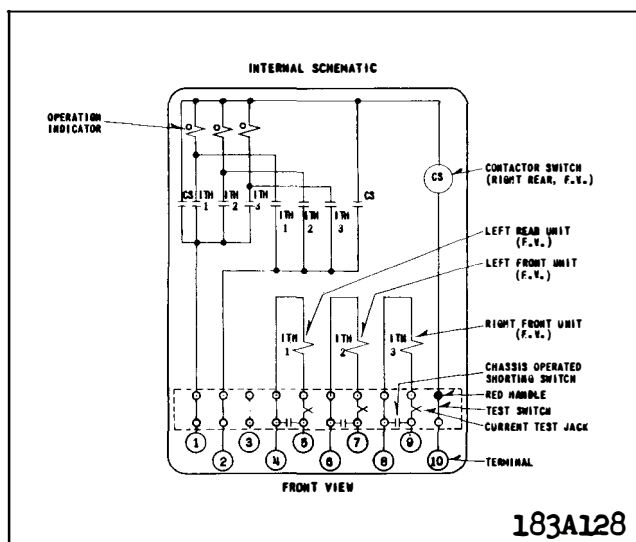 INTERNAL SCHEMATIC
OPERATION
INDICATOR
CS
CONTACTOR SWITCH
(RIGHT REAR, F.V.)
CS ITH ITH ITH CS
1 2 3
ITH ITH ITH
1 2 3
LEFT REAR UNIT
(F.V.)
LEFT FRONT UNIT
(F.V.)
RIGHT FRONT UNIT
(F.V.)
ITH ITH ITH
1 2 3
CHASSIS OPERATED
SHORTING SWITCH
RED HANDLE
TEST SWITCH
CURRENT TEST JACK
1 2 3 4 5 6 7 8 9 10
TERMINAL
FRONT VIEW
183A128